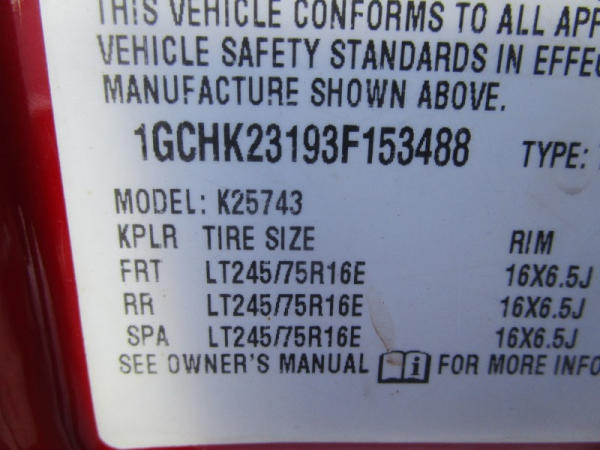 THIS VEHICLE CONFORMS TO ALL
VEHICLE SAFETY STANDARDS IN
MANUFACTURE SHOWN ABOVE.
1GCHK23193F153488 TYPE:
MODEL: K25743
KPLR TIRE SIZE RIM
FRT LT245/75R16E 16X6.5J
RR LT245/75R16E 16X6.5J
SPA LT245/75R16E 16X6.5J
SEE OWNER'S MANUAL FOR MORE